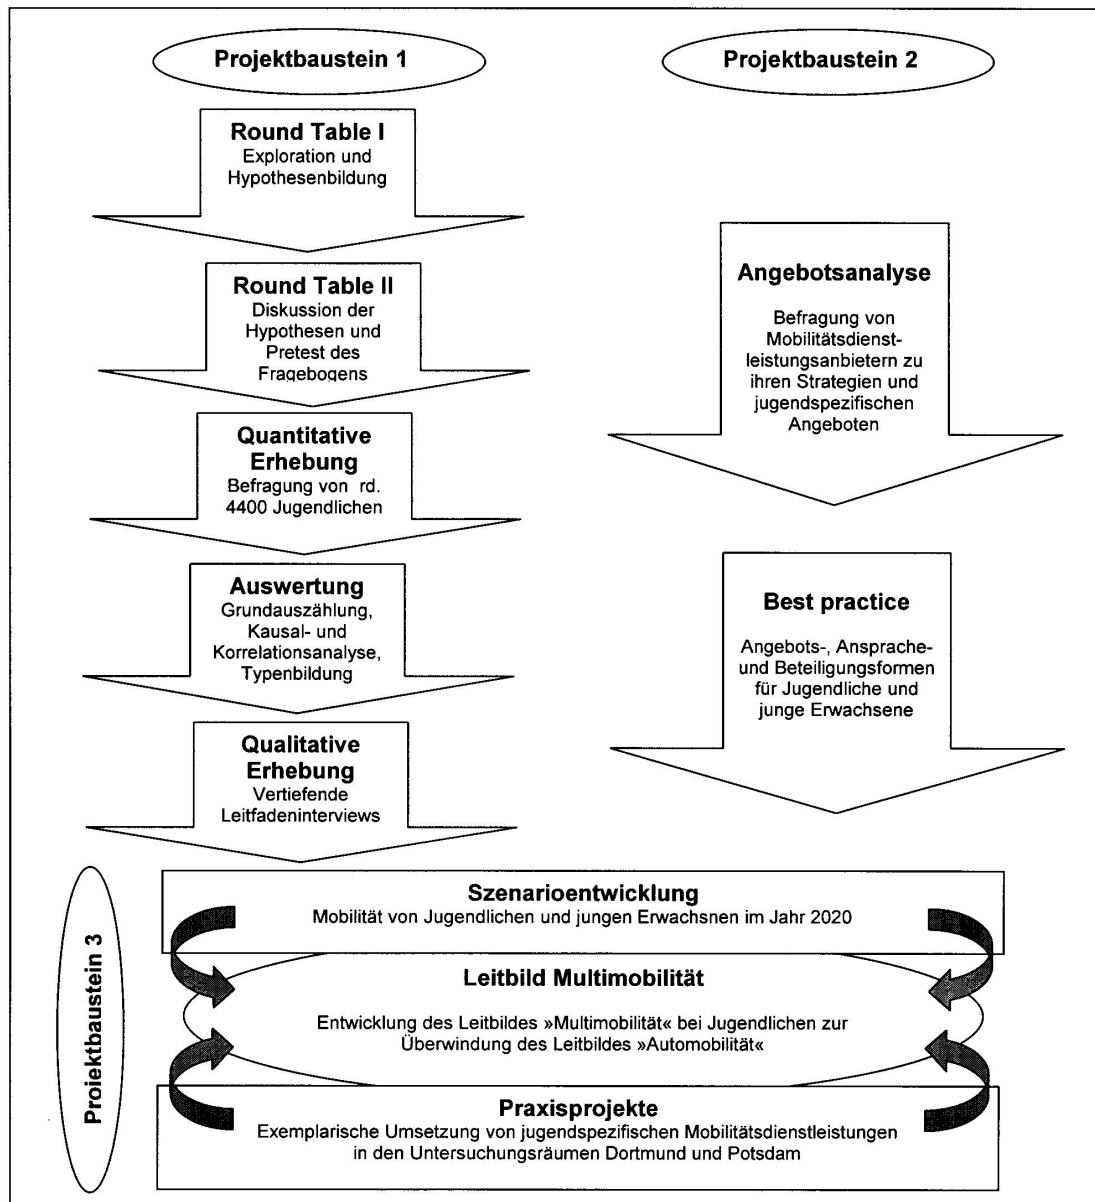 Projektbaustein 1
Projektbaustein 2
Round Table I
Exploration und
Hypothesenbildung
Round Table II
Diskussion der
Hypothesen und
Pretest des
Fragebogens
Quantitative
Erhebung
Befragung von rd.
4400 Jugendlichen
Auswertung
Grundauszählung,
Kausal- und
Korrelationsanalyse,
Typenbildung
Qualitative
Erhebung
Vertiefende
Leitfadeninterviews
Angebotsanalyse
Befragung von
Mobilitätsdienst-
leistungsanbietern zu
ihren Strategien und
jugendspezifischen
Angeboten
Best practice
Angebots-, Ansprache-
und Beteiligungsformen
für Jugendliche und
junge Erwachsene
Projektbaustein 3
Szenarioentwicklung
Mobilität von Jugendlichen und jungen Erwachsnen im Jahr 2020
Leitbild Multimobilität
Entwicklung des Leitbildes »Multimobilität« bei Jugendlichen zur
Überwindung des Leitbildes »Automobilität«
Praxisprojekte
Exemplarische Umsetzung von jugendspezifischen Mobilitätsdienstleistungen
in den Untersuchungsräumen Dortmund und Potsdam